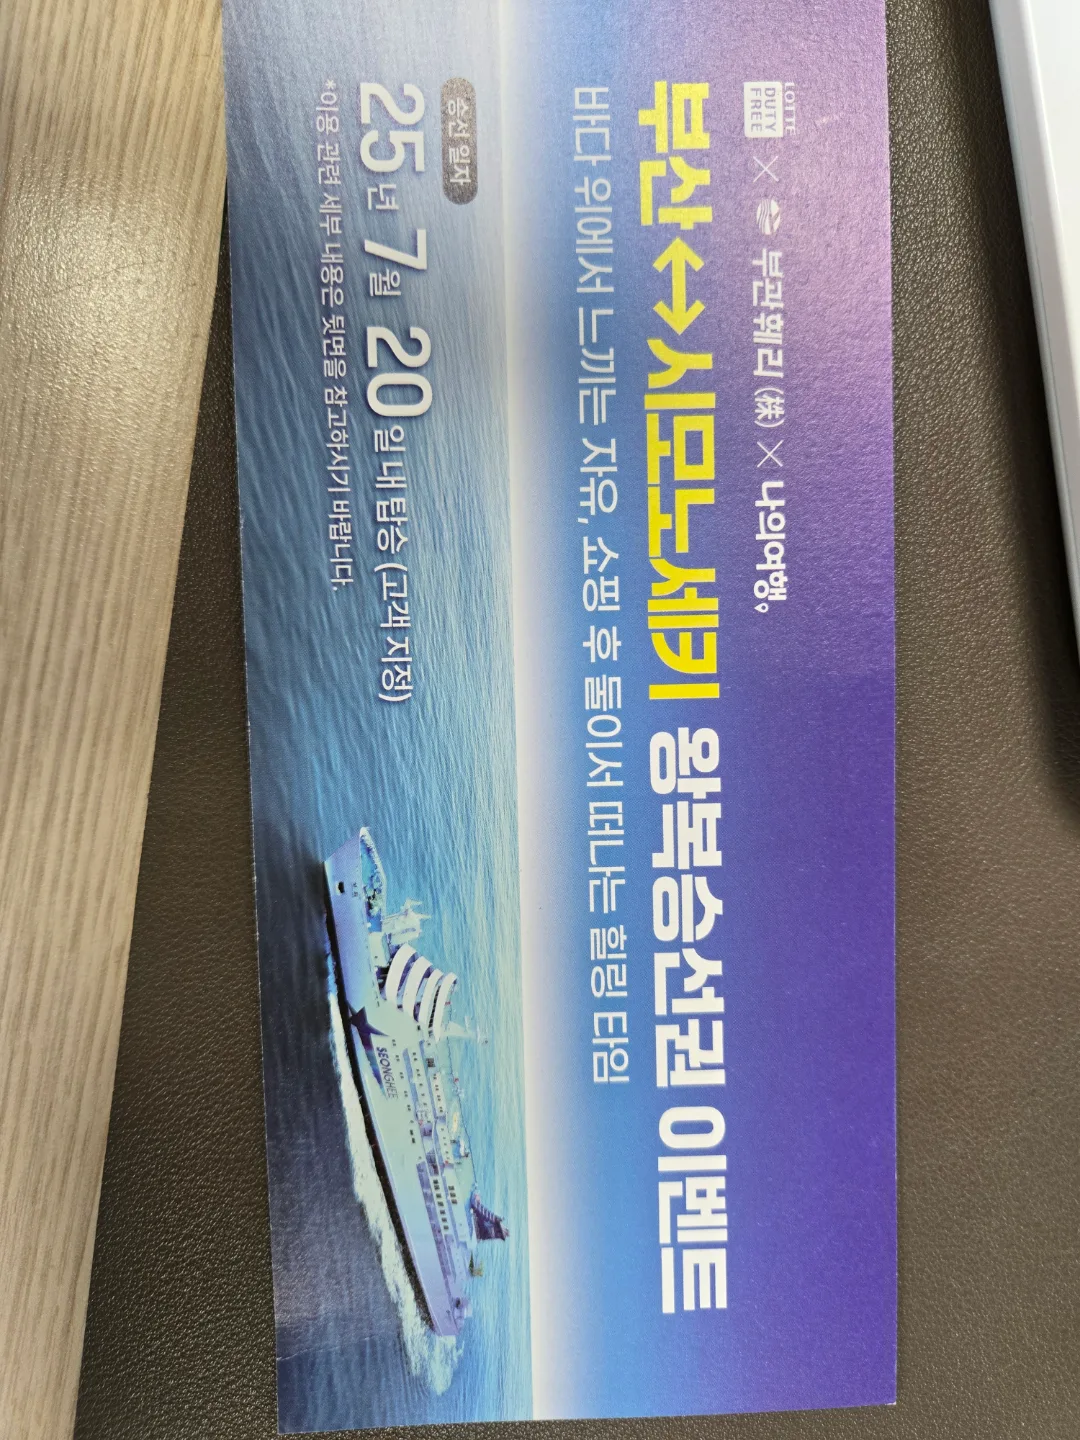 LOTTE
DUTY
FREE
× 부관훼리(株) × 나의여행。
부산↔시모노세키 왕복승선권 이벤트
바다 위에서 느끼는 자유, 쇼핑 후 둘이서 떠나는 힐링 타임
승선 일자
25년 7월 20일 내 탑승 (고객 지정)
*이용 관련 세부 내용은 뒷면을 참고하시기 바랍니다.
SEONGHEE